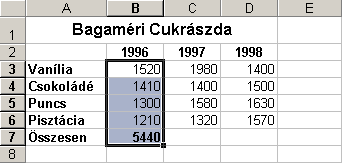 A B C D E
1 Bagaméri Cukrászda
2 1996 1997 1998
3 Vanília 1520 1980 1400
4 Csokoládé 1410 1400 1500
5 Puncs 1300 1580 1630
6 Pisztácia 1210 1320 1570
7 Összesen 5440
8